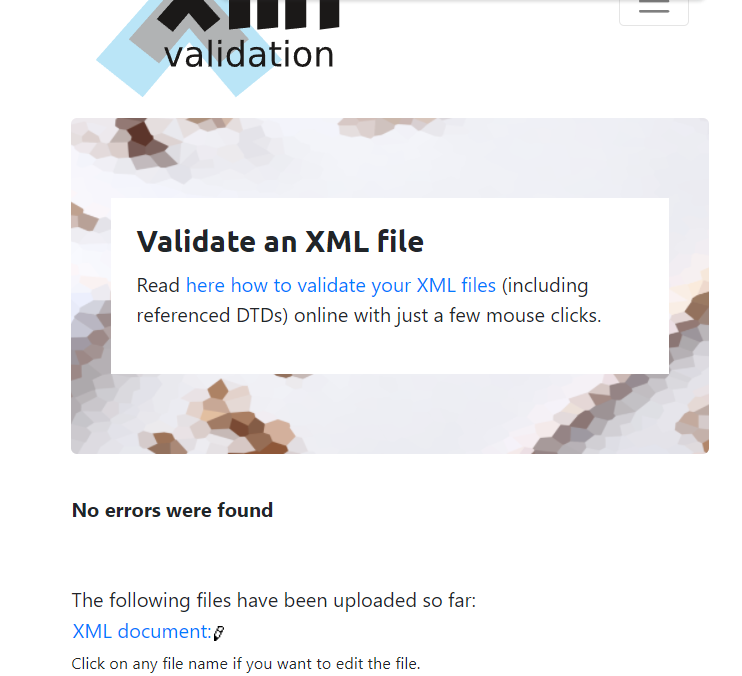 validation
Validate an XML file
Read here how to validate your XML files (including
referenced DTDs) online with just a few mouse clicks.
No errors were found
The following files have been uploaded so far:
XML document:
Click on any file name if you want to edit the file.